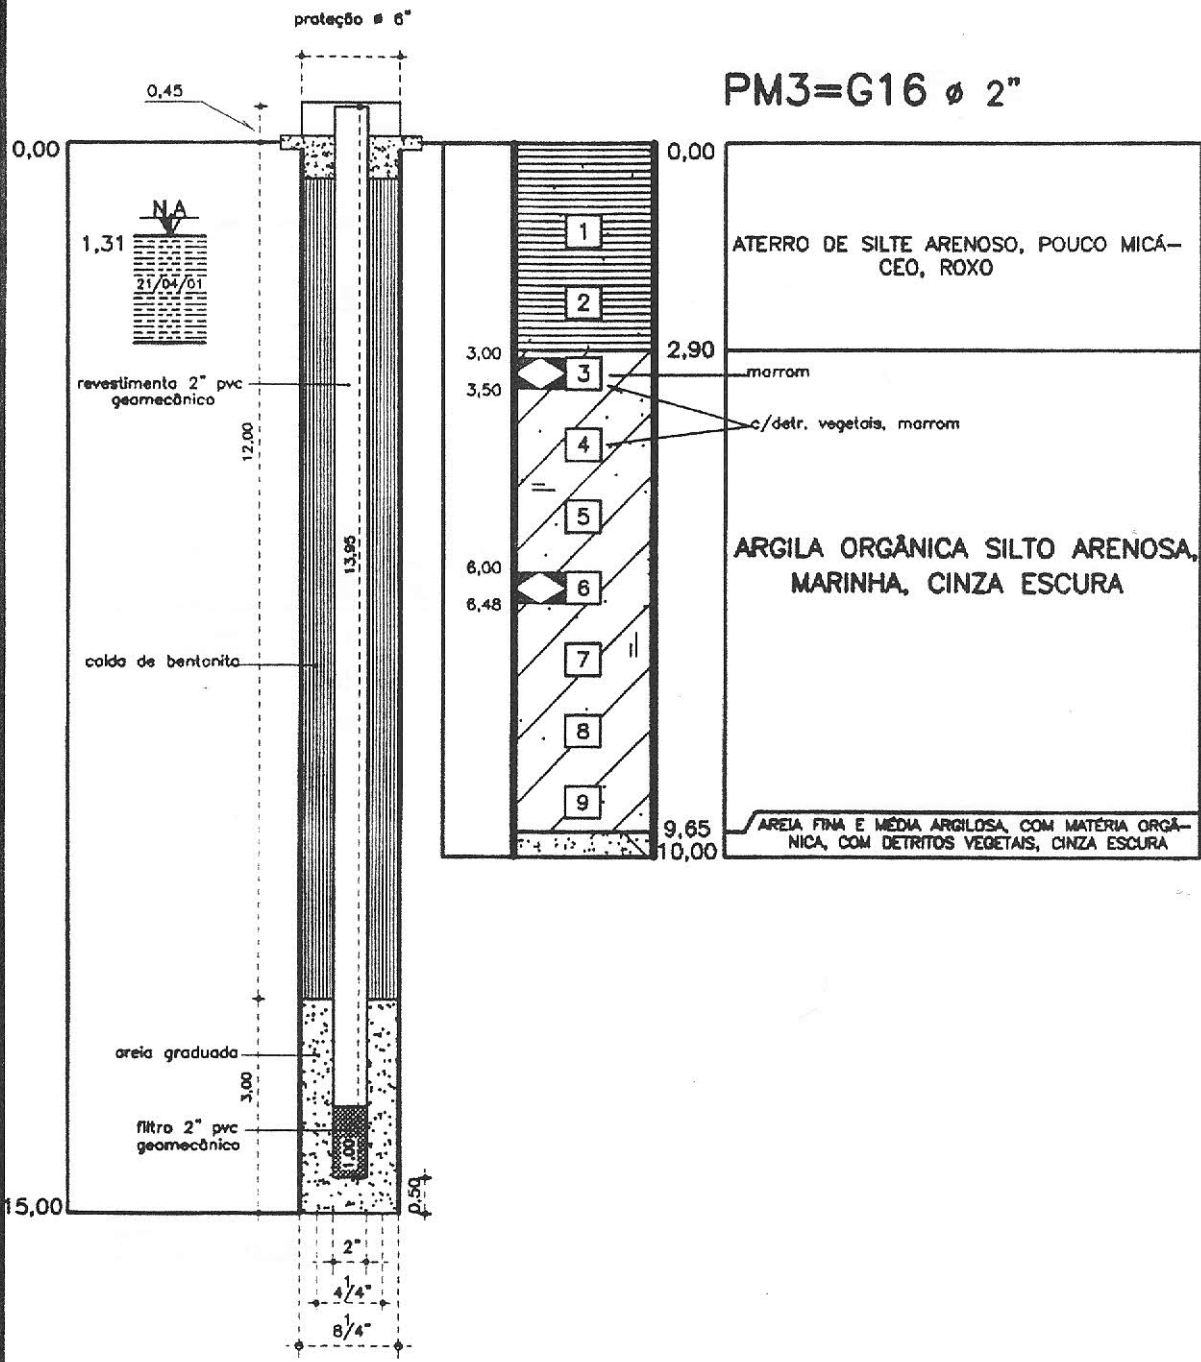 proteção ø 6"
PM3=G16 ø 2"
0,45
0,00
0,00
N.A
1,31
21/04/01
1
ATERRO DE SILTE ARENOSO, POUCO MICÁ-
CEO, ROXO
2
3,00
2,90
3
3,50
marrom
revestimento 2" pvc
geomecânico
c/detr. vegetais, marrom
12,00
4
5
13,95
ARGILA ORGÂNICA SILTO ARENOSA,
MARINHA, CINZA ESCURA
6,00
6
6,48
7
calda de bentonita
8
9
9,65
10,00
AREIA FINA E MÉDIA ARGILOSA, COM MATÉRIA ORGÂ-
NICA, COM DETRITOS VEGETAIS, CINZA ESCURA
areia graduada
3,00
filtro 2" pvc
geomecânico
1,00
0,50
15,00
2"
4 1/4"
8 1/4"